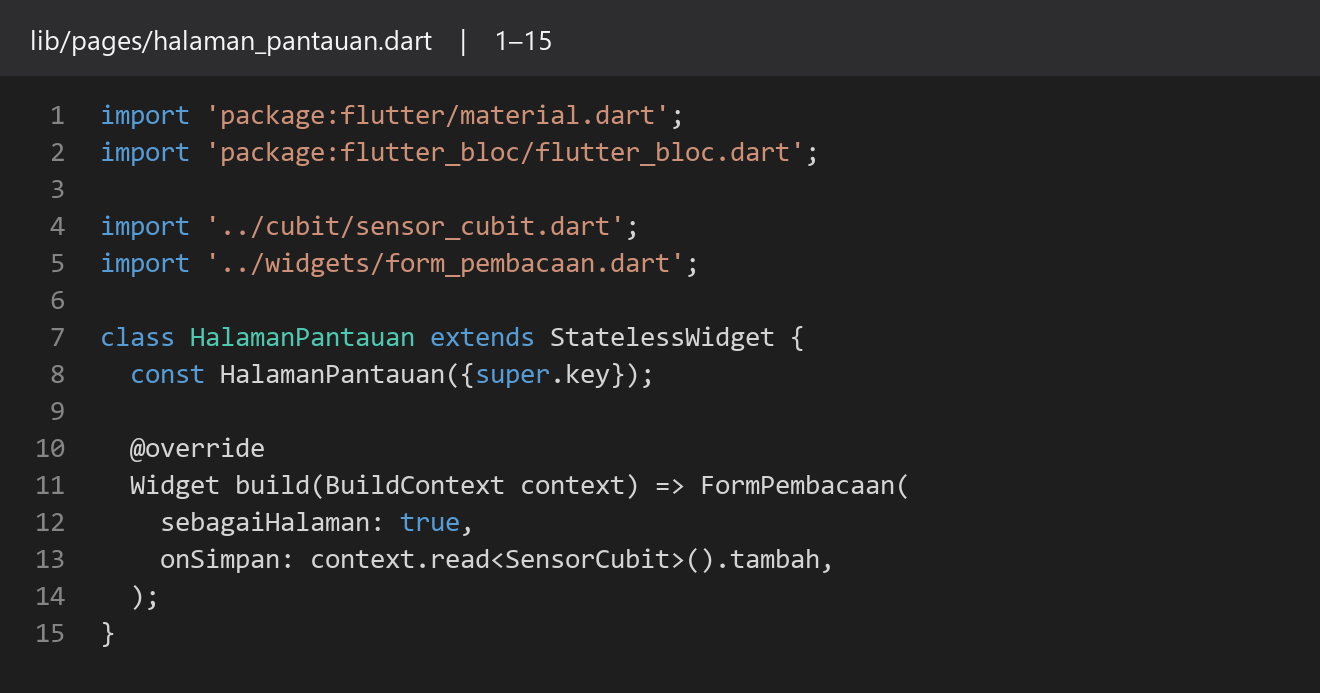 lib/pages/halaman_pantauan.dart | 1–15
1 import 'package:flutter/material.dart';
2 import 'package:flutter_bloc/flutter_bloc.dart';
3
4 import '../cubit/sensor_cubit.dart';
5 import '../widgets/form_pembacaan.dart';
6
7 class HalamanPantauan extends StatelessWidget {
8   const HalamanPantauan({super.key});
9
10   @override
11   Widget build(BuildContext context) => FormPembacaan(
12     sebagaiHalaman: true,
13     onSimpan: context.read<SensorCubit>().tambah,
14   );
15 }